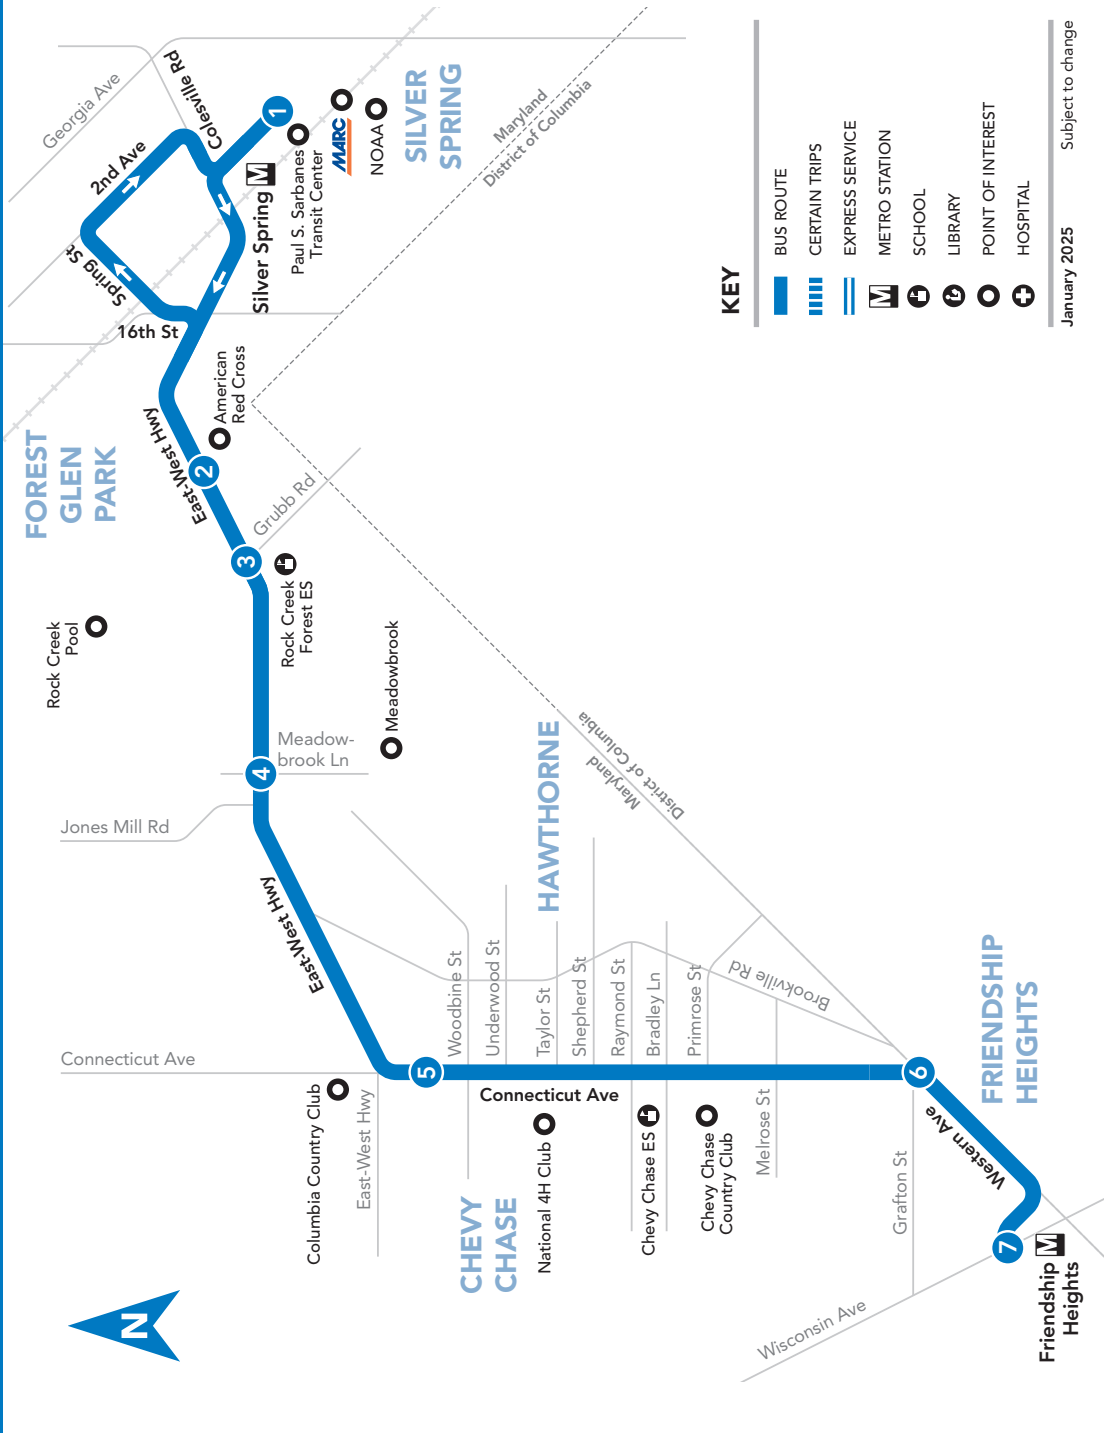 Georgia Ave
Colesville Rd
2nd Ave
Spring St
16th St
1
Silver Spring M
Paul S. Sarbanes
Transit Center
MARC
NOAA
SILVER
SPRING
Maryland
District of Columbia
FOREST
GLEN
PARK
East-West Hwy
2
American
Red Cross
3
Grubb Rd
Rock Creek
Forest ES
Rock Creek
Pool
Meadowbrook
4
Meadow-
brook Ln
Jones Mill Rd
East-West Hwy
HAWTHORNE
District of Columbia
Maryland
Connecticut Ave
5
Woodbine St
Underwood St
Taylor St
Shepherd St
Raymond St
Bradley Ln
Primrose St
Brookville Rd
Connecticut Ave
Columbia Country Club
East-West Hwy
CHEVY
CHASE
National 4H Club
Chevy Chase ES
Chevy Chase
Country Club
Melrose St
Grafton St
6
Western Ave
FRIENDSHIP
HEIGHTS
7
Friendship M
Heights
Wisconsin Ave
N
KEY
BUS ROUTE
CERTAIN TRIPS
EXPRESS SERVICE
M METRO STATION
SCHOOL
LIBRARY
POINT OF INTEREST
HOSPITAL
January 2025 Subject to change